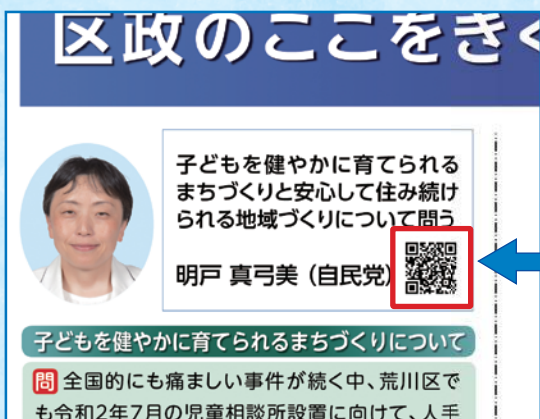 区政のここをき
子どもを健やかに育てられる
まちづくりと安心して住み続け
られる地域づくりについて問う
明戸 真弓美(自民党)
子どもを健やかに育てられるまちづくりについて
問 全国的にも痛ましい事件が続く中、荒川区で
も令和2年7月の児童相談所設置に向けて、人手